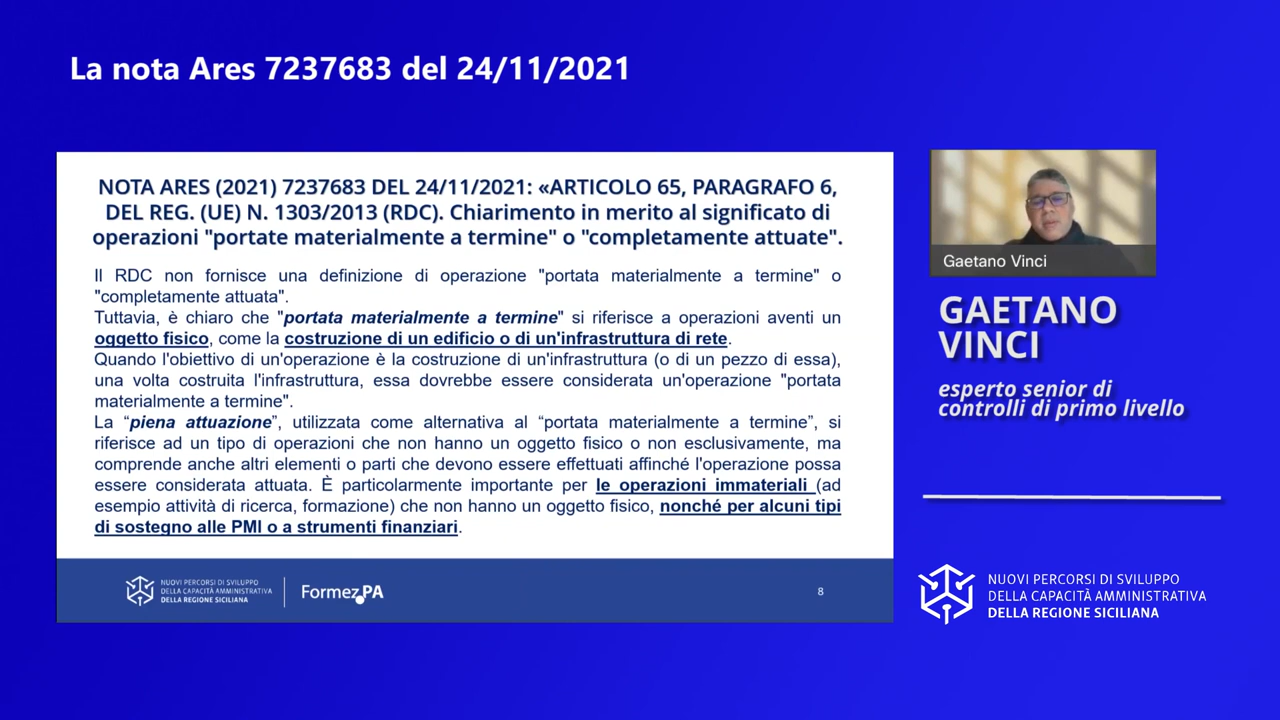 La nota Ares 7237683 del 24/11/2021
NOTA ARES (2021) 7237683 DEL 24/11/2021: «ARTICOLO 65, PARAGRAFO 6,
DEL REG. (UE) N. 1303/2013 (RDC). Chiarimento in merito al significato di
operazioni "portate materialmente a termine" o "completamente attuate".
Il RDC non fornisce una definizione di operazione "portata materialmente a termine" o
"completamente attuata".
Tuttavia, è chiaro che "portata materialmente a termine" si riferisce a operazioni aventi un
oggetto fisico, come la costruzione di un edificio o di un'infrastruttura di rete.
Quando l'obiettivo di un'operazione è la costruzione di un'infrastruttura (o di un pezzo di essa),
una volta costruita l'infrastruttura, essa dovrebbe essere considerata un'operazione "portata
materialmente a termine".
La “piena attuazione”, utilizzata come alternativa al “portata materialmente a termine”, si
riferisce ad un tipo di operazioni che non hanno un oggetto fisico o non esclusivamente, ma
comprende anche altri elementi o parti che devono essere effettuati affinché l'operazione possa
essere considerata attuata. È particolarmente importante per le operazioni immateriali (ad
esempio attività di ricerca, formazione) che non hanno un oggetto fisico, nonché per alcuni tipi
di sostegno alle PMI o a strumenti finanziari.
NUOVI PERCORSI DI SVILUPPO
DELLA CAPACITÀ AMMINISTRATIVA
DELLA REGIONE SICILIANA
FormezPA
8
Gaetano Vinci
GAETANO
VINCI
esperto senior di
controlli di primo livello
NUOVI PERCORSI DI SVILUPPO
DELLA CAPACITÀ AMMINISTRATIVA
DELLA REGIONE SICILIANA